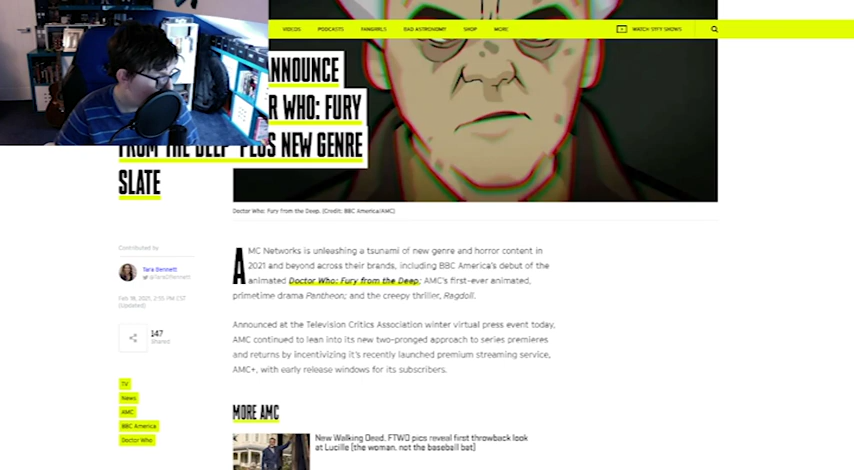 VIDEOS PODCASTS FANGRRLS BAD ASTRONOMY SHOP MORE WATCH SYFY SHOWS
ANNOUNCE
R WHO: FURY
FROM THE DEEP' PLUS NEW GENRE
SLATE
Doctor Who: Fury from the Deep. (Credit: BBC America/AMC)
Contributed by
Tara Bennett
@TaraDBennett
Feb 18, 2021, 2:55 PM EST
(Updated)
147
Shared
TV
News
AMC
BBC America
Doctor Who
AMC Networks is unleashing a tsunami of new genre and horror content in
2021 and beyond across their brands, including BBC America's debut of the
animated Doctor Who: Fury from the Deep; AMC's first-ever animated,
primetime drama Pantheon; and the creepy thriller, Ragdoll.
Announced at the Television Critics Association winter virtual press event today,
AMC continued to lean into its new two-pronged approach to series premieres
and returns by incentivizing it's recently launched premium streaming service,
AMC+, with early release windows for its subscribers.
MORE AMC
New Walking Dead, FTWD pics reveal first throwback look
at Lucille (the woman, not the baseball bat)